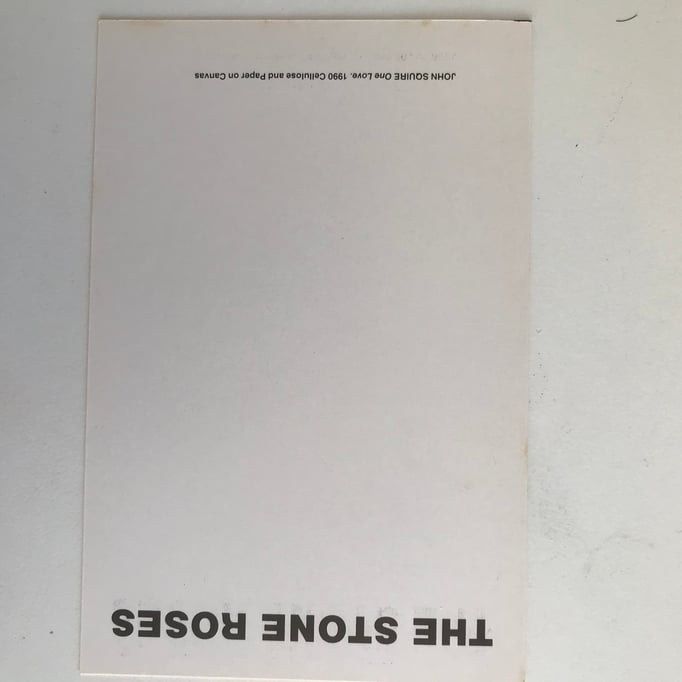 THE STONE ROSES
JOHN SQUIRE One Love. 1990 Cellulose and Paper on Canvas